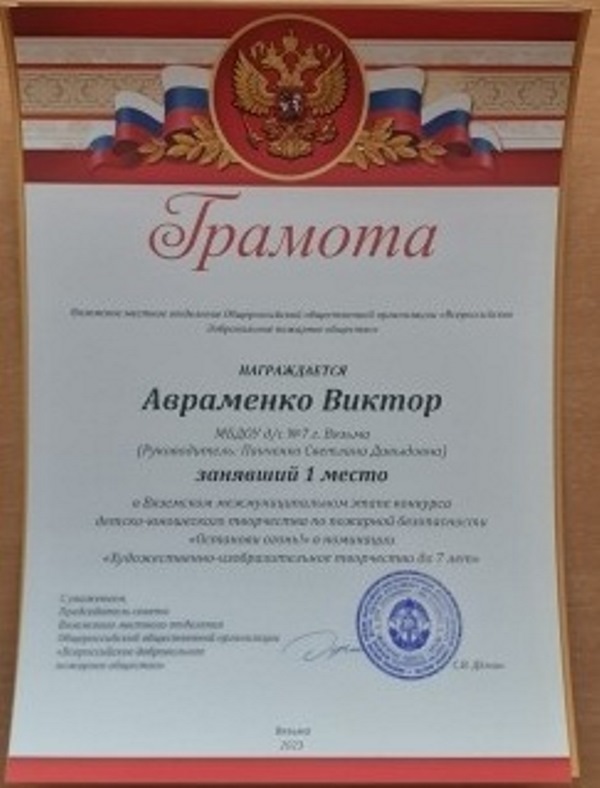 Грамота
Вяземское местное отделение Общероссийской общественной организации «Всероссийское
добровольное пожарное общество»
НАГРАЖДАЕТСЯ
Авраменко Виктор
МБДОУ д/с №7 г. Вязьма
(Руководитель: Панченко Светлана Давыдовна)
занявший 1 место
в Вяземском межмуниципальном этапе конкурса
детско-юношеского творчества по пожарной безопасности
«Останови огонь!» в номинации
«Художественно-изобразительное творчество до 7 лет»
С уважением,
Председатель совета
Вяземского местного отделения
Общероссийской общественной организации
«Всероссийское добровольное
пожарное общество»
С.В.
Вязьма
2023